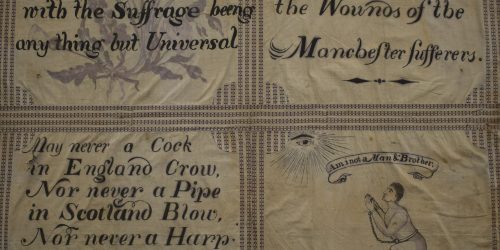 with the Suffrage being
any thing but Universal
the Wounds of the
Manchester sufferers.
May never a Cock
in England Crow,
Nor never a Pipe
in Scotland Blow,
Nor never a Harp
Am not a Man & Brother